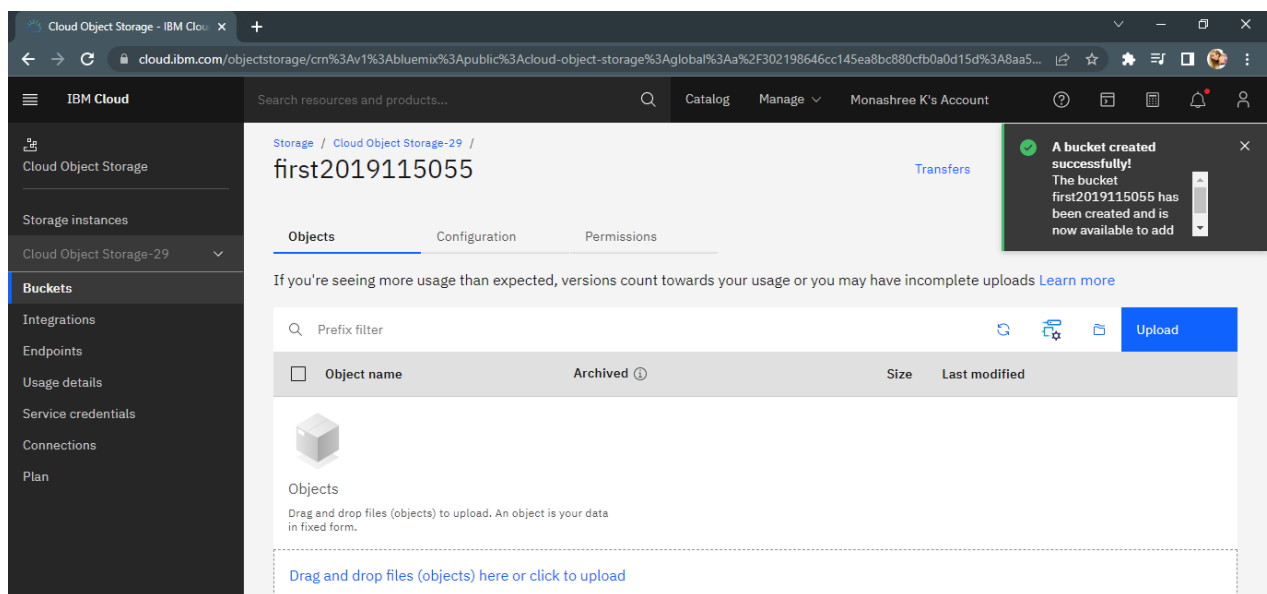 Cloud Object Storage - IBM Clou
cloud.ibm.com/objectstorage/crn%3Av1%3Abluemix%3Apublic%3Acloud-object-storage%3Aglobal%3Aa%2F302198646cc145ea8bc880cfb0a0d15d%3A8aa5...
IBM Cloud
Search resources and products...
Catalog
Manage
Monashree K's Account
Cloud Object Storage
Storage instances
Cloud Object Storage-29
Buckets
Integrations
Endpoints
Usage details
Service credentials
Connections
Plan
Storage / Cloud Object Storage-29 /
first2019115055
Transfers
A bucket created
successfully!
The bucket
first2019115055 has
been created and is
now available to add
Objects
Configuration
Permissions
If you're seeing more usage than expected, versions count towards your usage or you may have incomplete uploads Learn more
Prefix filter
Upload
Object name
Archived
Size
Last modified
Objects
Drag and drop files (objects) to upload. An object is your data
in fixed form.
Drag and drop files (objects) here or click to upload